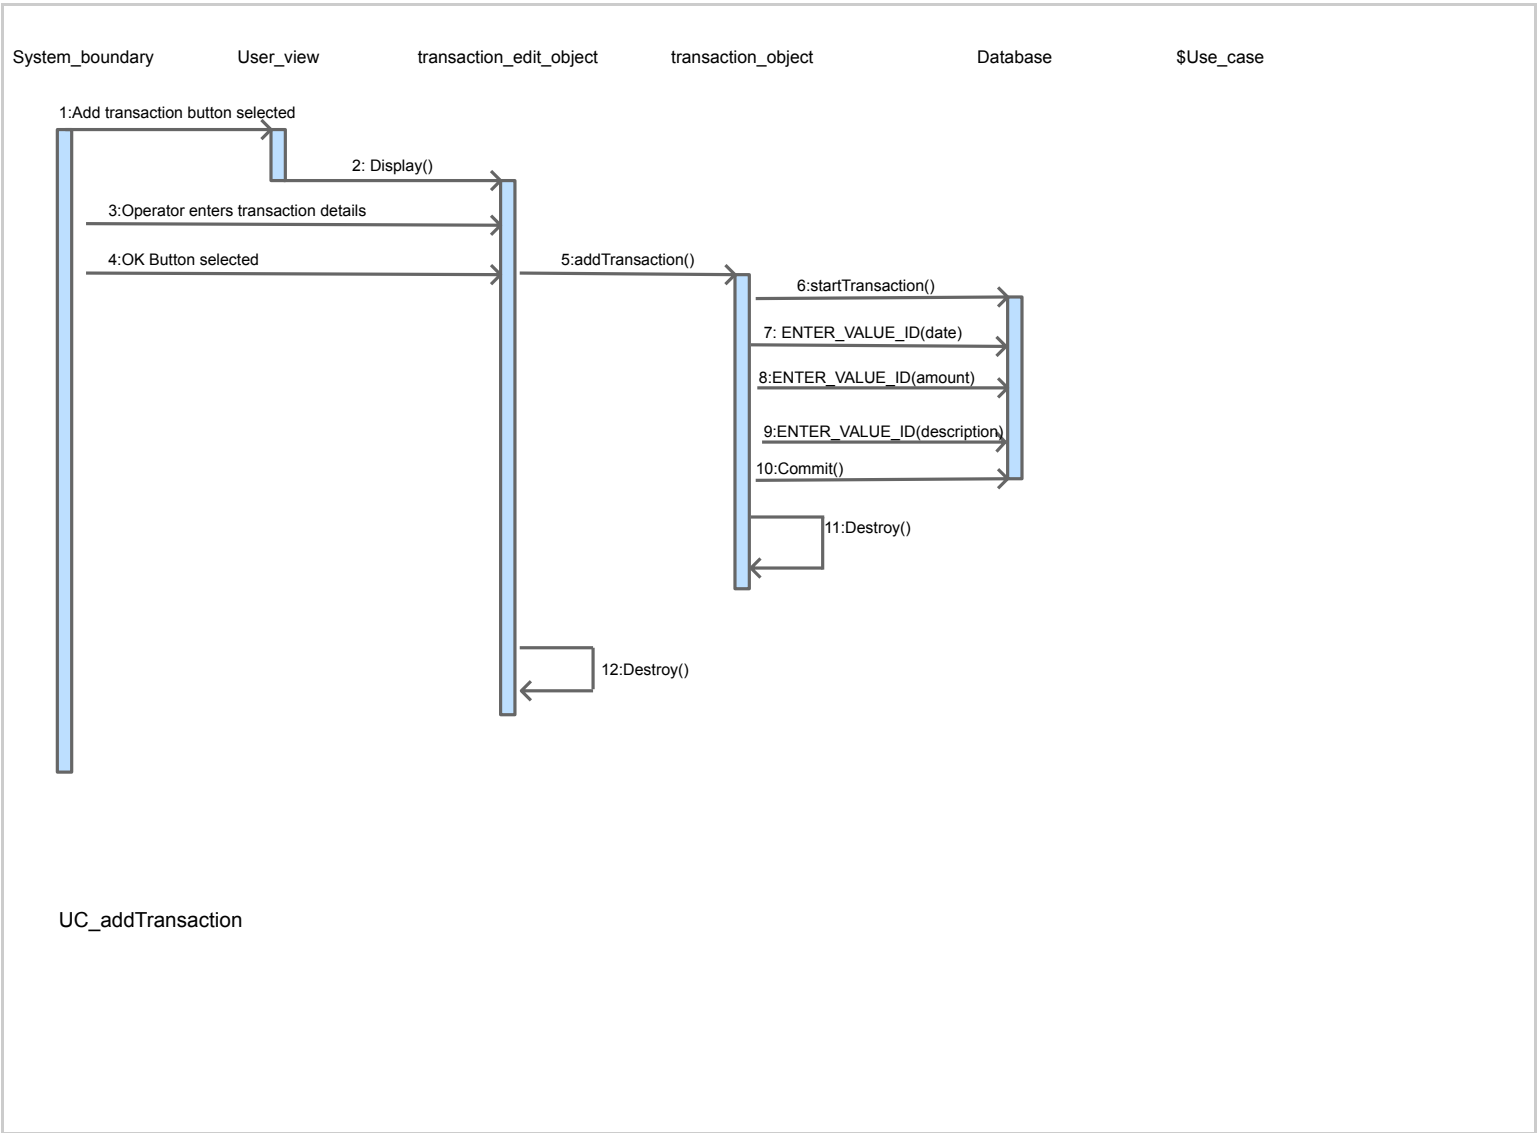 System_boundary
User_view
transaction_edit_object
transaction_object
Database
$Use_case
1:Add transaction button selected
2: Display()
3:Operator enters transaction details
4:OK Button selected
5:addTransaction()
6:startTransaction()
7: ENTER_VALUE_ID(date)
8:ENTER_VALUE_ID(amount)
9:ENTER_VALUE_ID(description)
10:Commit()
11:Destroy()
12:Destroy()
UC_addTransaction